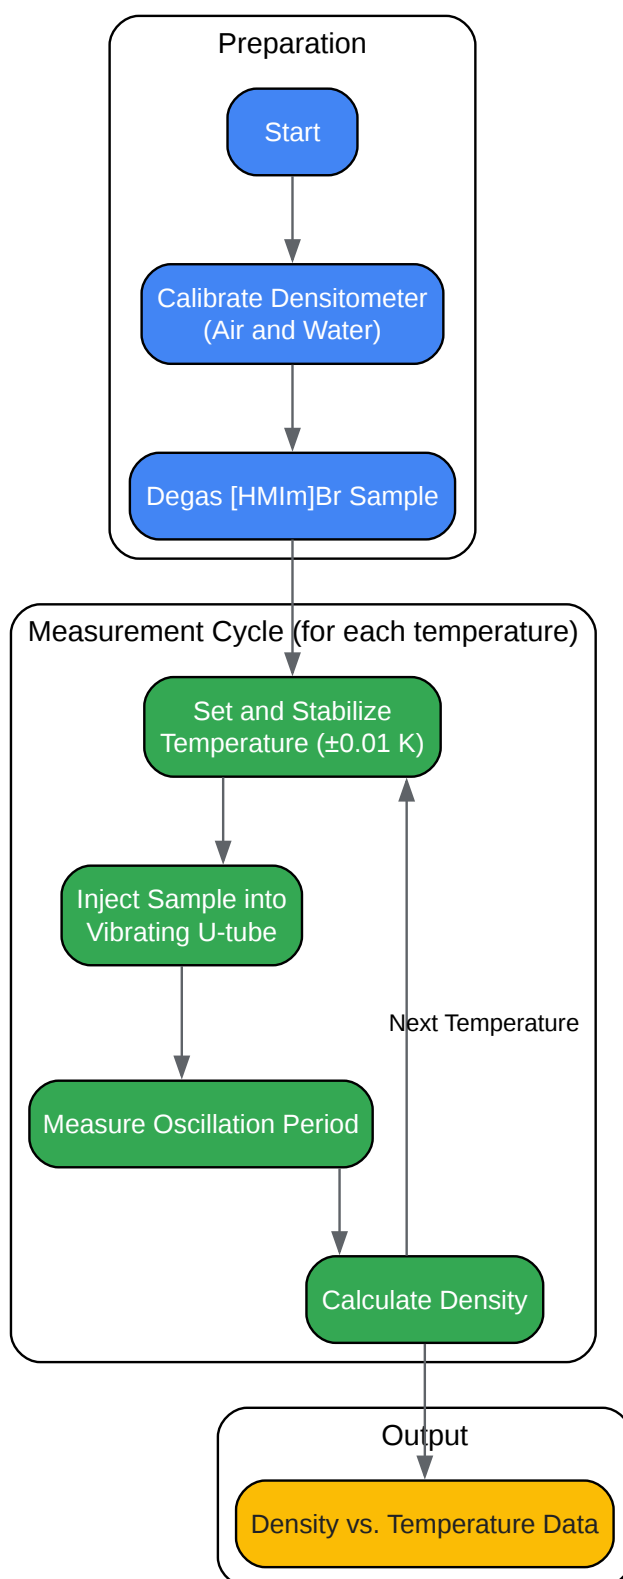 Preparation
Start
Calibrate Densitometer
(Air and Water)
Degas [HMIm]Br Sample
Measurement Cycle (for each temperature)
Set and Stabilize
Temperature (±0.01 K)
Inject Sample into
Vibrating U-tube
Next Temperature
Measure Oscillation Period
Calculate Density
Output
Density vs. Temperature Data